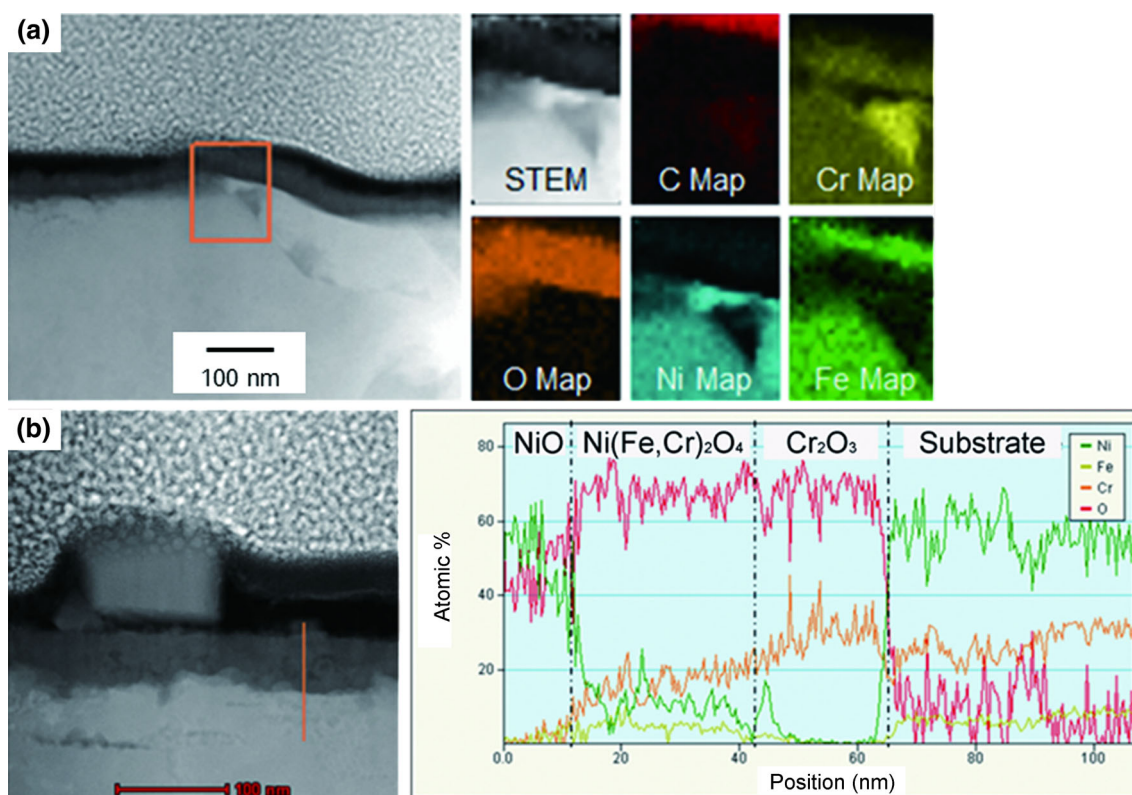 (a)
STEM
C Map
Cr Map
O Map
Ni Map
Fe Map
100 nm
(b)
100 nm
NiO
Ni(Fe,Cr)₂O₄
Cr₂O₃
Substrate
Ni
Fe
Cr
O
Atomic %
80
60
40
20
0.0
20
40
60
80
100
Position (nm)